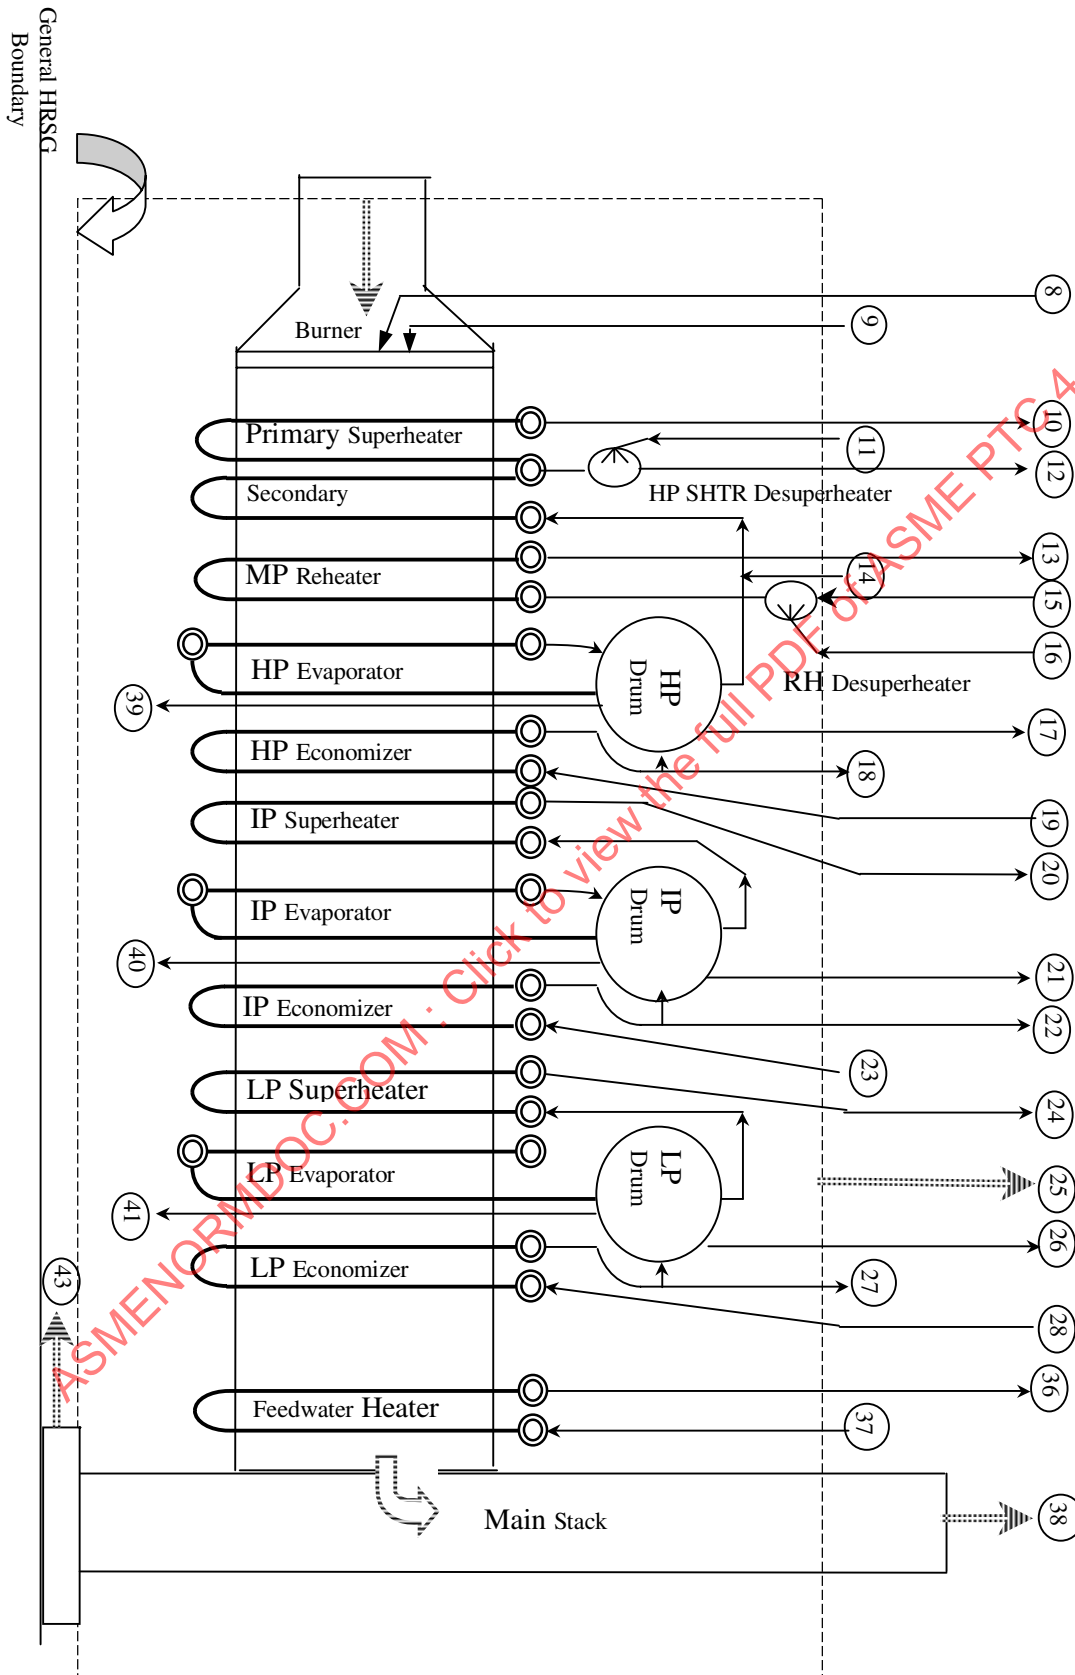 General HRSG
Boundary
8
Burner
9
10
Primary Superheater
11
12
Secondary
HP SHTR Desuperheater
13
MP Reheater
14
15
16
HP Evaporator
HP
Drum
RH Desuperheater
39
17
HP Economizer
18
19
IP Superheater
20
IP Evaporator
IP
Drum
40
21
IP Economizer
22
23
LP Superheater
24
LP Evaporator
LP
Drum
25
41
26
LP Economizer
27
43
28
36
Feedwater Heater
37
Main Stack
38
ASMENORMDOC.COM : Click to view the full PDF of ASME PTC 4